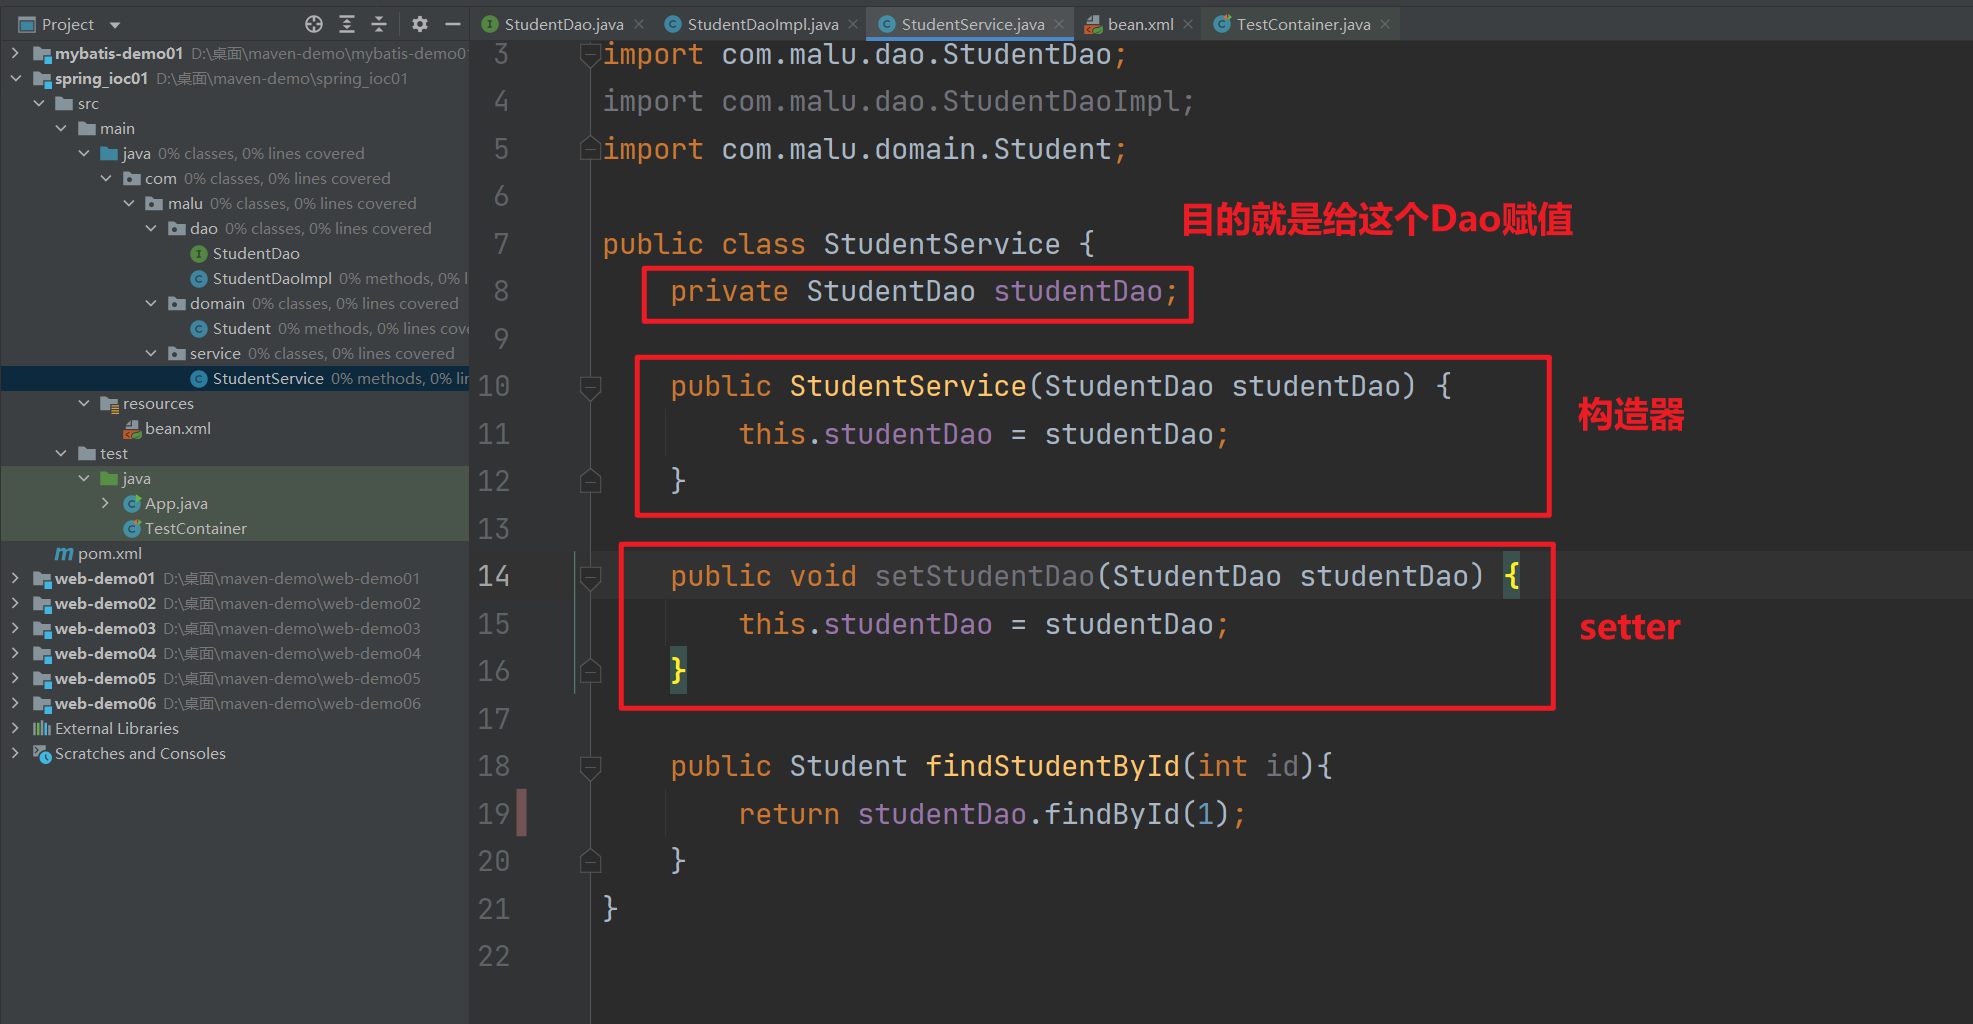 Project
mybatis-demo01 D:\桌面\maven-demo\mybatis-demo01
spring_ioc01 D:\桌面\maven-demo\spring_ioc01
src
main
java 0% classes, 0% lines covered
com 0% classes, 0% lines covered
malu 0% classes, 0% lines covered
dao 0% classes, 0% lines covered
StudentDao
StudentDaoImpl 0% methods, 0% l
domain 0% classes, 0% lines covered
Student 0% methods, 0% lines cove
service 0% classes, 0% lines covered
StudentService 0% methods, 0% lin
resources
bean.xml
test
java
App.java
TestContainer
pom.xml
web-demo01 D:\桌面\maven-demo\web-demo01
web-demo02 D:\桌面\maven-demo\web-demo02
web-demo03 D:\桌面\maven-demo\web-demo03
web-demo04 D:\桌面\maven-demo\web-demo04
web-demo05 D:\桌面\maven-demo\web-demo05
web-demo06 D:\桌面\maven-demo\web-demo06
External Libraries
Scratches and Consoles
StudentDao.java StudentDaoImpl.java StudentService.java bean.xml TestContainer.java
3 import com.malu.dao.StudentDao;
4 import com.malu.dao.StudentDaoImpl;
5 import com.malu.domain.Student;
6
目的就是给这个Dao赋值
7 public class StudentService {
8 private StudentDao studentDao;
9
10 public StudentService(StudentDao studentDao) {
构造器
11 this.studentDao = studentDao;
12 }
13
14 public void setStudentDao(StudentDao studentDao) {
15 this.studentDao = studentDao;
setter
16 }
17
18 public Student findStudentById(int id){
19 return studentDao.findById(1);
20 }
21 }
22